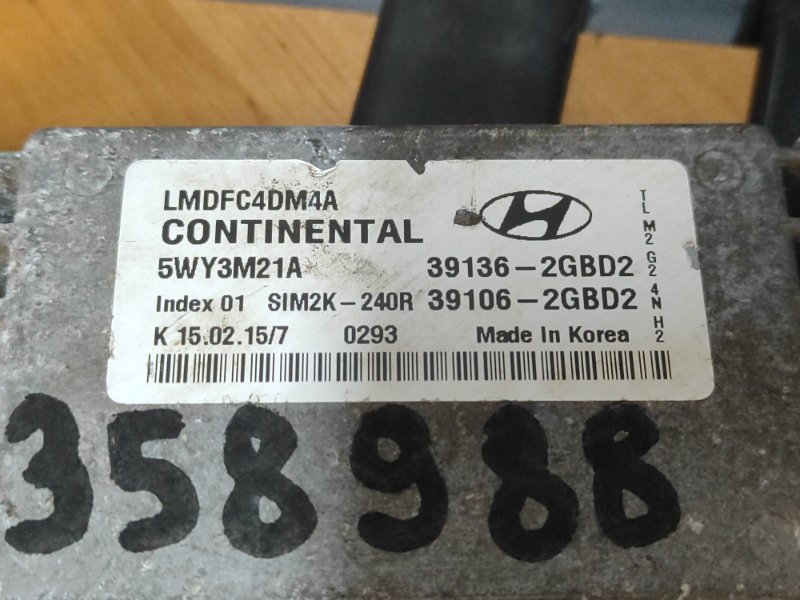 LMDFC4DM4A
CONTINENTAL
5WY3M21A 39136-2GBD2
Index 01 SIM2K-240R 39106-2GBD2
K 15.02.15/7 0293 Made In Korea
TL M2 G2 4N H2
358988